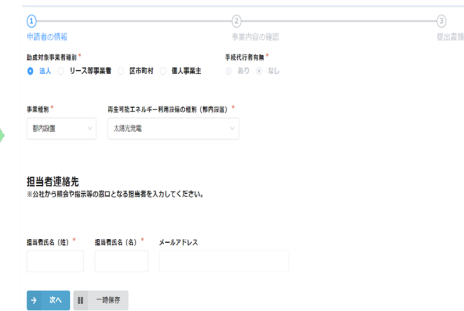 1 2 3
申請者の情報 事業内容の確認 提出書類
助成対象事業者種別* 手続代行者有無*
法人 リース等事業者 区市町村 個人事業主 あり なし
事業種別* 再生可能エネルギー利用設備の種別（都内設置）*
都内設置 太陽光発電
担当者連絡先
※公社から照会や指示等の窓口となる担当者を入力してください。
担当者氏名（姓）* 担当者氏名（名）* メールアドレス
次へ 一時保存